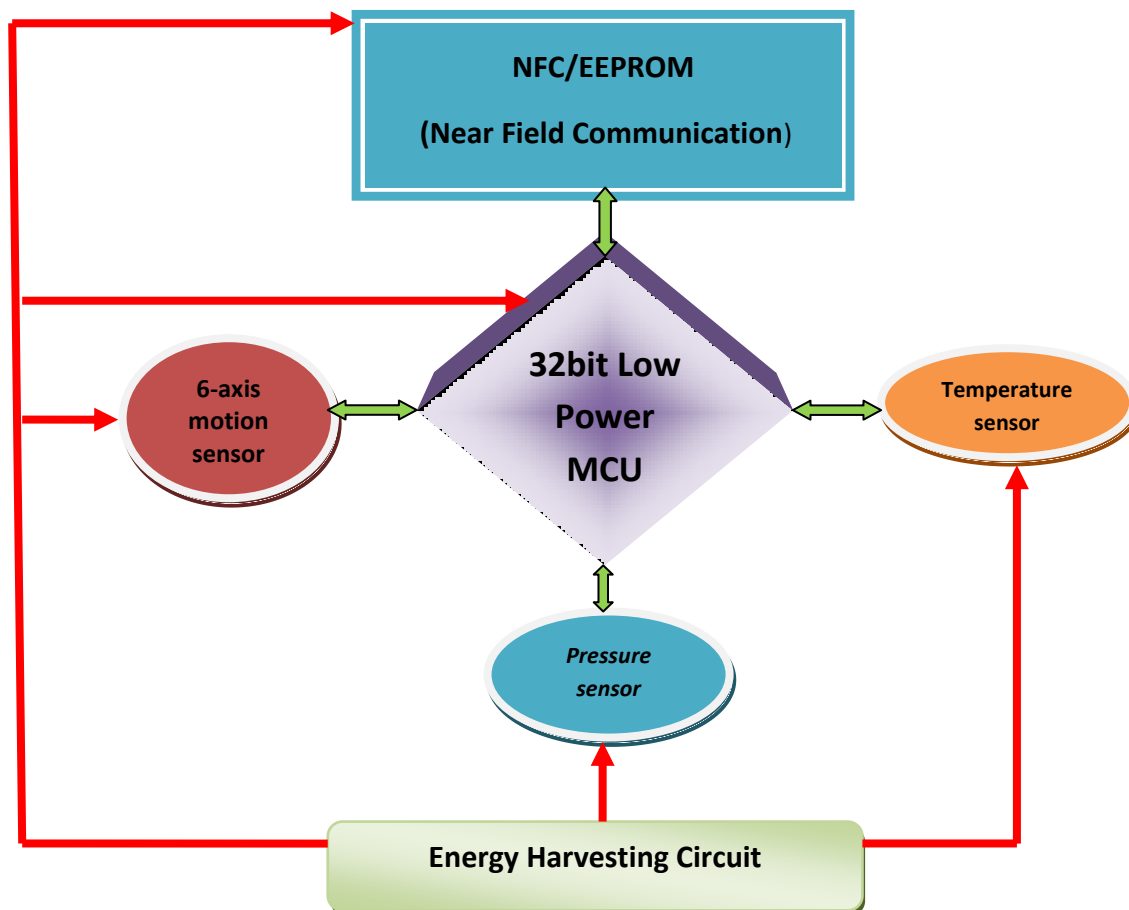 NFC/EEPROM
(Near Field Communication)
32bit Low
Power
MCU
6-axis
motion
sensor
Temperature
sensor
Pressure
sensor
Energy Harvesting Circuit